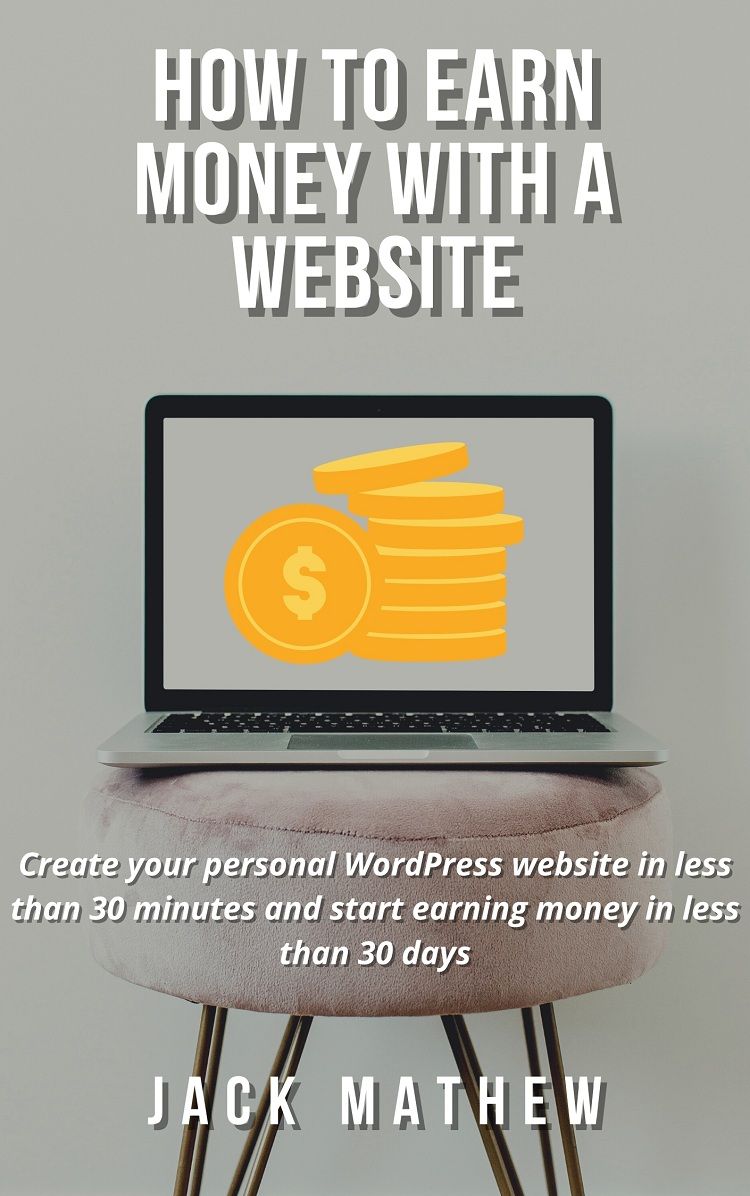 HOW TO EARN
MONEY WITH A
WEBSITE
$
Create your personal WordPress website in less
than 30 minutes and start earning money in less
than 30 days
JACK MATHEW